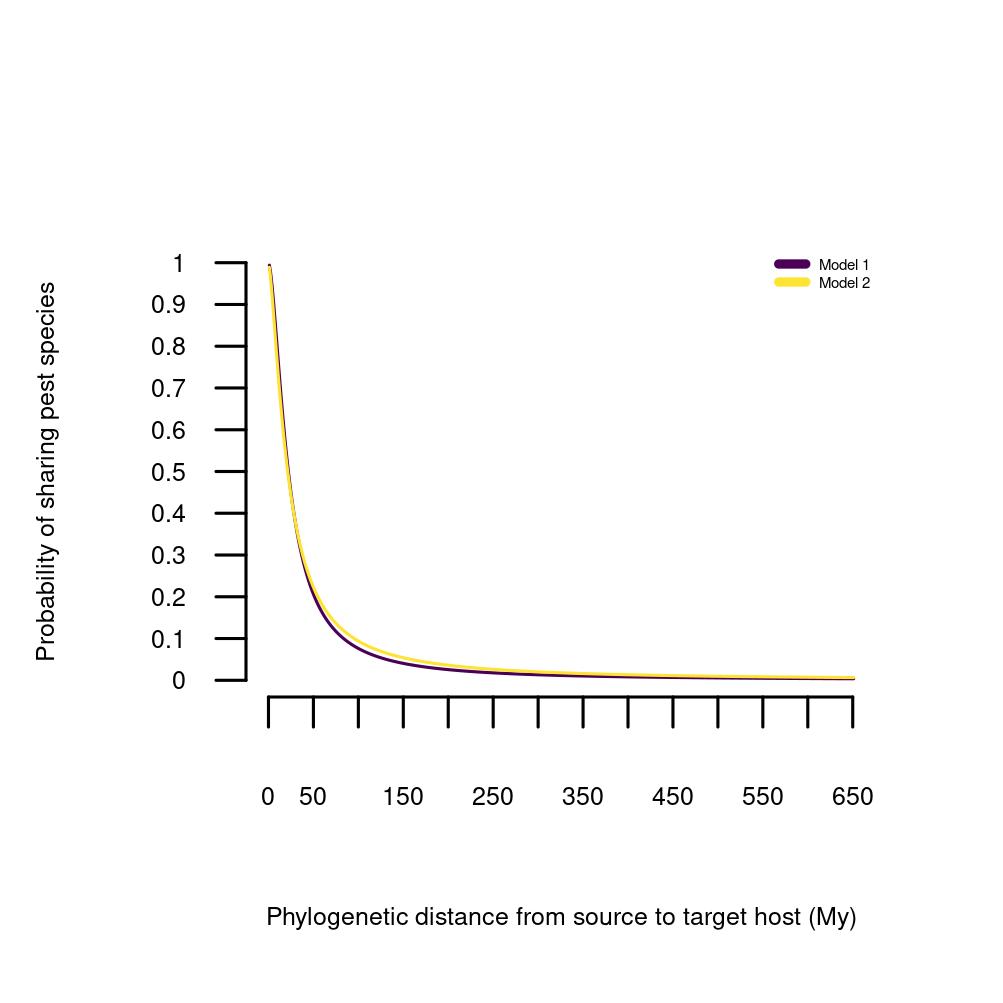 Model 1
Model 2
Probability of sharing pest species
1
0.9
0.8
0.7
0.6
0.5
0.4
0.3
0.2
0.1
0
0 50 150 250 350 450 550 650
Phylogenetic distance from source to target host (My)